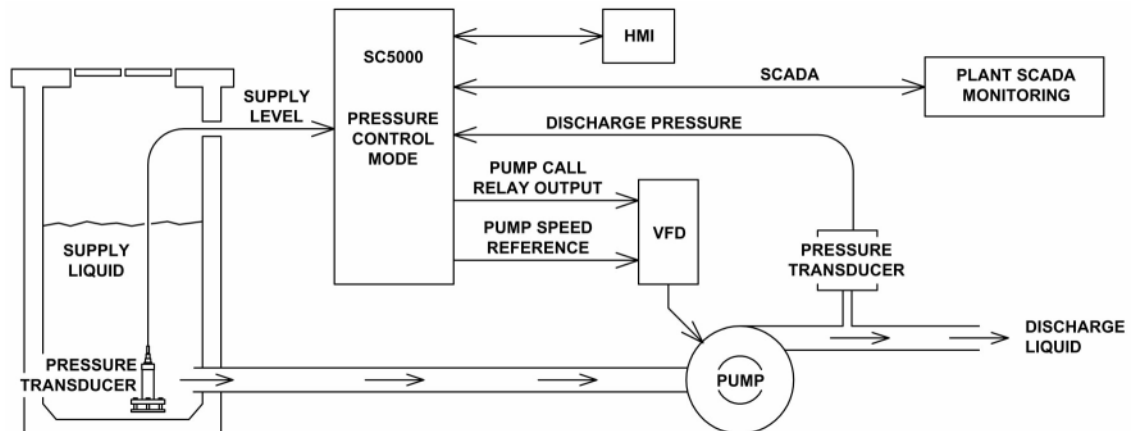 SC5000
PRESSURE
CONTROL
MODE
HMI
SCADA
PLANT SCADA
MONITORING
SUPPLY
LEVEL
DISCHARGE PRESSURE
PUMP CALL
RELAY OUTPUT
PUMP SPEED
REFERENCE
VFD
SUPPLY
LIQUID
PRESSURE
TRANSDUCER
PRESSURE
TRANSDUCER
PUMP
DISCHARGE
LIQUID